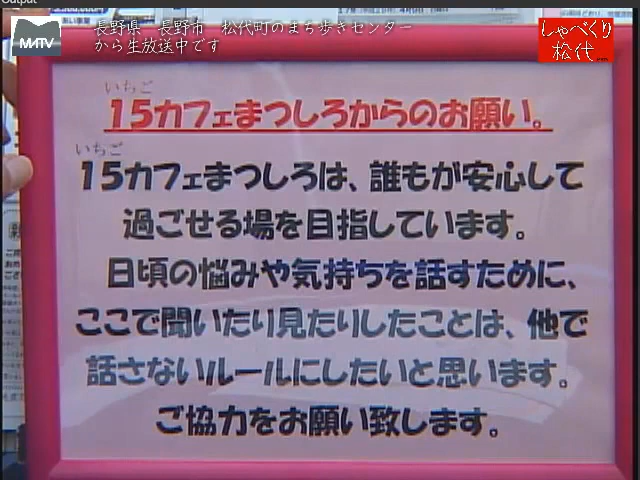 Output
長野県　長野市　松代町のまち歩きセンター
から生放送中です
MATV
しゃべくり
松代
いちご
15カフェまつしろからのお願い。
いちご
15カフェまつしろは、誰もが安心して
過ごせる場を目指しています。
日頃の悩みや気持ちを話すために、
ここで聞いたり見たりしたことは、他で
話さないルールにしたいと思います。
ご協力をお願い致します。